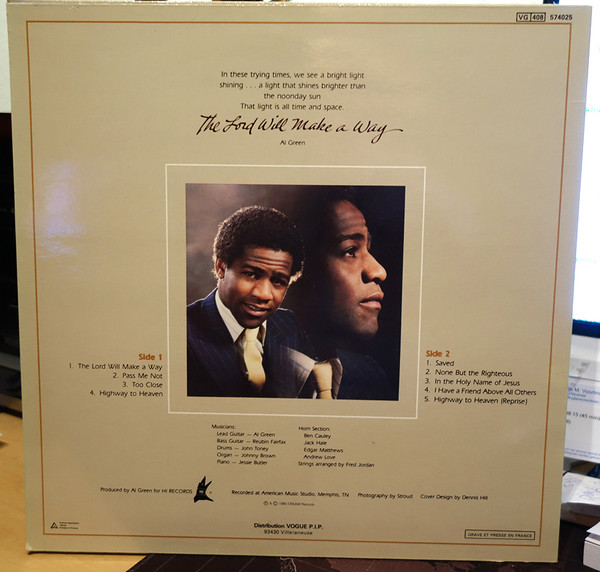 VG 408 574025
In these trying times, we see a bright light
shining . . . a light that shines brighter than
the noonday sun
That light is all time and space.
The Lord Will Make a Way
Al Green
Side 1
1. The Lord Will Make a Way
2. Pass Me Not
3. Too Close
4. Highway to Heaven
Side 2
1. Saved
2. None But the Righteous
3. In the Holy Name of Jesus
4. I Have a Friend Above All Others
5. Highway to Heaven (Reprise)
Musicians:
Lead Guitar — Al Green
Bass Guitar — Reubin Fairfax
Drums — John Toney
Organ — Johnny Brown
Piano — Jessie Butler
Horn Section:
Ben Cauley
Jack Hale
Edgar Matthews
Andrew Love
Strings arranged by Fred Jordan
Produced by Al Green for HI RECORDS
Recorded at American Music Studio, Memphis, TN
Photography by Stroud
Cover Design by Dennis Hill
Distribution VOGUE P.I.P.
93430 Villetaneuse
GRAVE ET PRESSE EN FRANCE